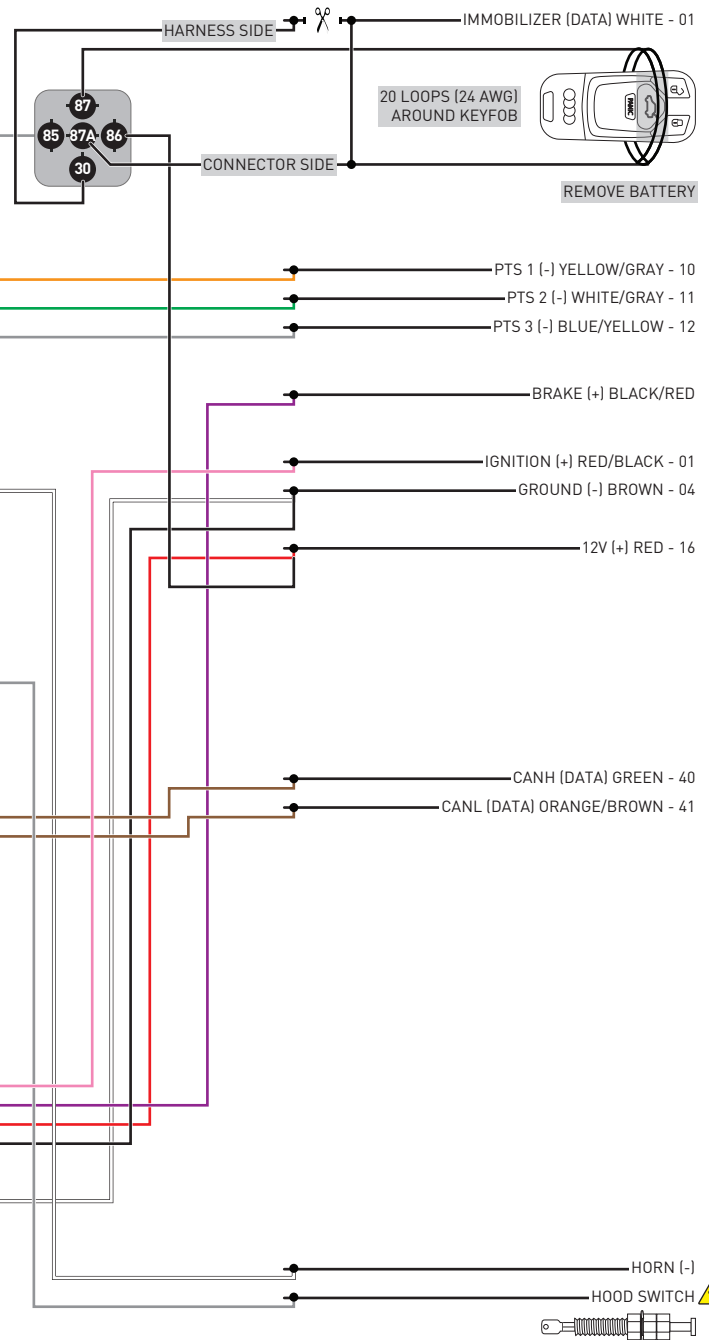 IMMOBILIZER (DATA) WHITE - 01
HARNESS SIDE
87
20 LOOPS (24 AWG)
AROUND KEYFOB
PANIC
85
87A
86
CONNECTOR SIDE
30
REMOVE BATTERY
PTS 1 (-) YELLOW/GRAY - 10
PTS 2 (-) WHITE/GRAY - 11
PTS 3 (-) BLUE/YELLOW - 12
BRAKE (+) BLACK/RED
IGNITION (+) RED/BLACK - 01
GROUND (-) BROWN - 04
12V (+) RED - 16
CANH (DATA) GREEN - 40
CANL (DATA) ORANGE/BROWN - 41
HORN (-)
HOOD SWITCH